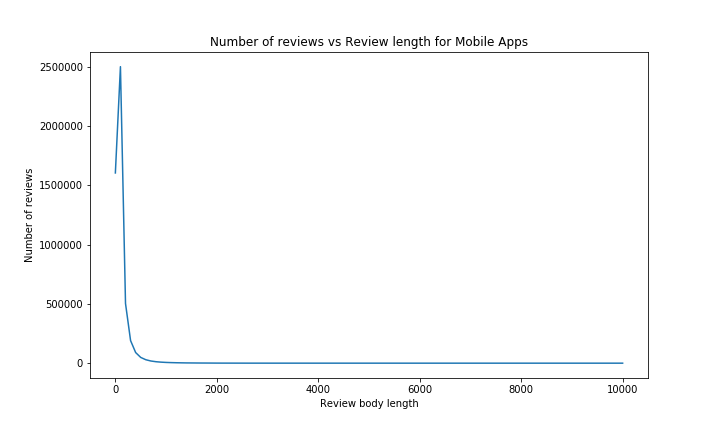 Number of reviews vs Review length for Mobile Apps
2500000
2000000
1500000
1000000
500000
0
Number of reviews
0 2000 4000 6000 8000 10000
Review body length